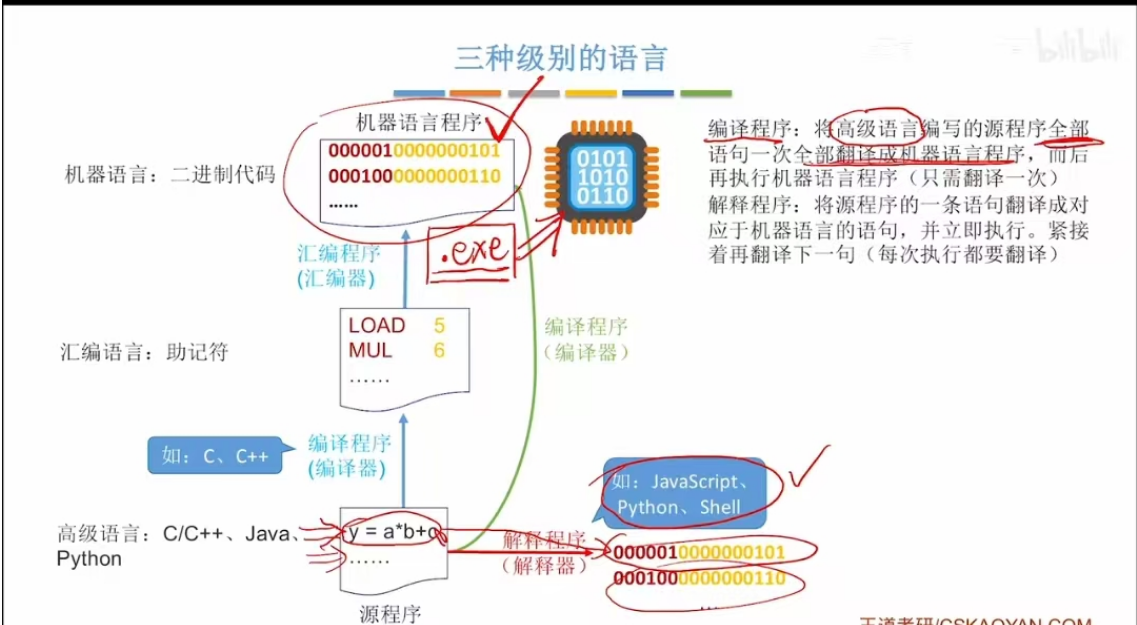 三种级别的语言
bilibili
机器语言程序
机器语言：二进制代码
0000010000000101
0001000000000110
......
0101
1010
0110
编译程序：将高级语言编写的源程序全部
语句一次全部翻译成机器语言程序，而后
再执行机器语言程序（只需翻译一次）
解释程序：将源程序的一条语句翻译成对
应于机器语言的语句，并立即执行。紧接
着再翻译下一句（每次执行都要翻译）
汇编程序
(汇编器)
.exe
汇编语言：助记符
LOAD 5
MUL 6
......
编译程序
（编译器）
如：C、C++
编译程序
(编译器)
如：JavaScript、
Python、Shell
高级语言：C/C++、Java、
Python
y = a*b+c
......
源程序
解释程序
（解释器）
0000010000000101
0001000000000110
王道考研/CSKAOYAN.COM